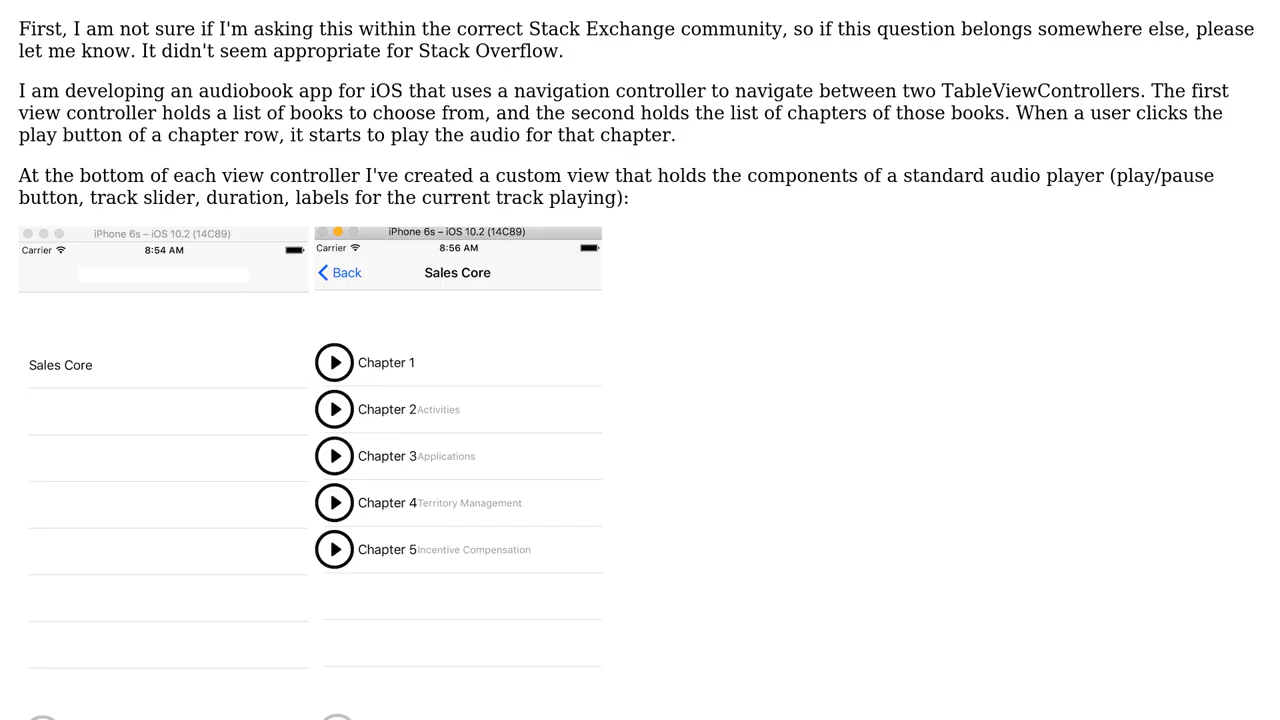 First, I am not sure if I'm asking this within the correct Stack Exchange community, so if this question belongs somewhere else, please
let me know. It didn't seem appropriate for Stack Overflow.
I am developing an audiobook app for iOS that uses a navigation controller to navigate between two TableViewControllers. The first
view controller holds a list of books to choose from, and the second holds the list of chapters of those books. When a user clicks the
play button of a chapter row, it starts to play the audio for that chapter.
At the bottom of each view controller I've created a custom view that holds the components of a standard audio player (play/pause
button, track slider, duration, labels for the current track playing):
iPhone 6s – iOS 10.2 (14C89)
Carrier 8:54 AM
Sales Core
iPhone 6s – iOS 10.2 (14C89)
Carrier 8:56 AM
Back Sales Core
Chapter 1
Chapter 2 Activities
Chapter 3 Applications
Chapter 4 Territory Management
Chapter 5 Incentive Compensation